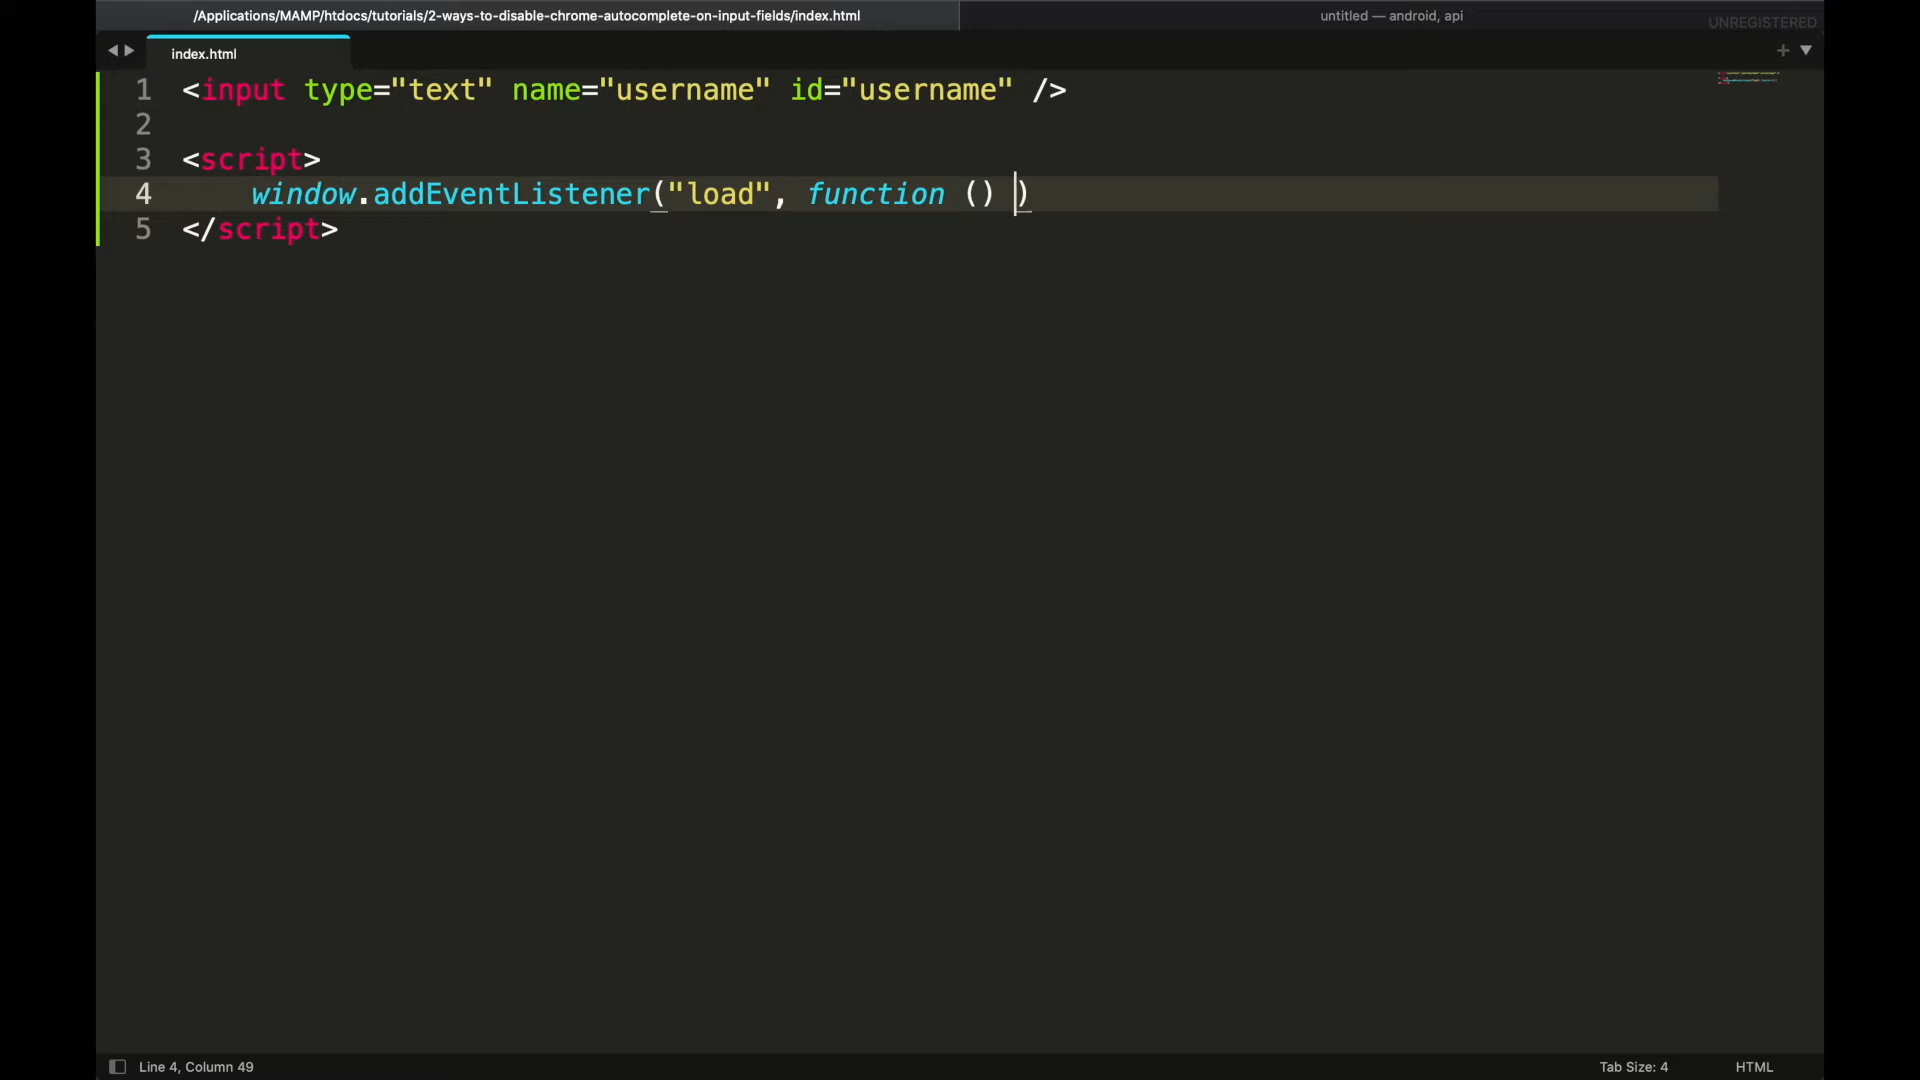 /Applications/MAMP/htdocs/tutorials/2-ways-to-disable-chrome-autocomplete-on-input-fields/index.html
untitled — android, api
UNREGISTERED
index.html
1 <input type="text" name="username" id="username" />
2
3 <script>
4 window.addEventListener("load", function () )
5 </script>
Line 4, Column 49
Tab Size: 4
HTML